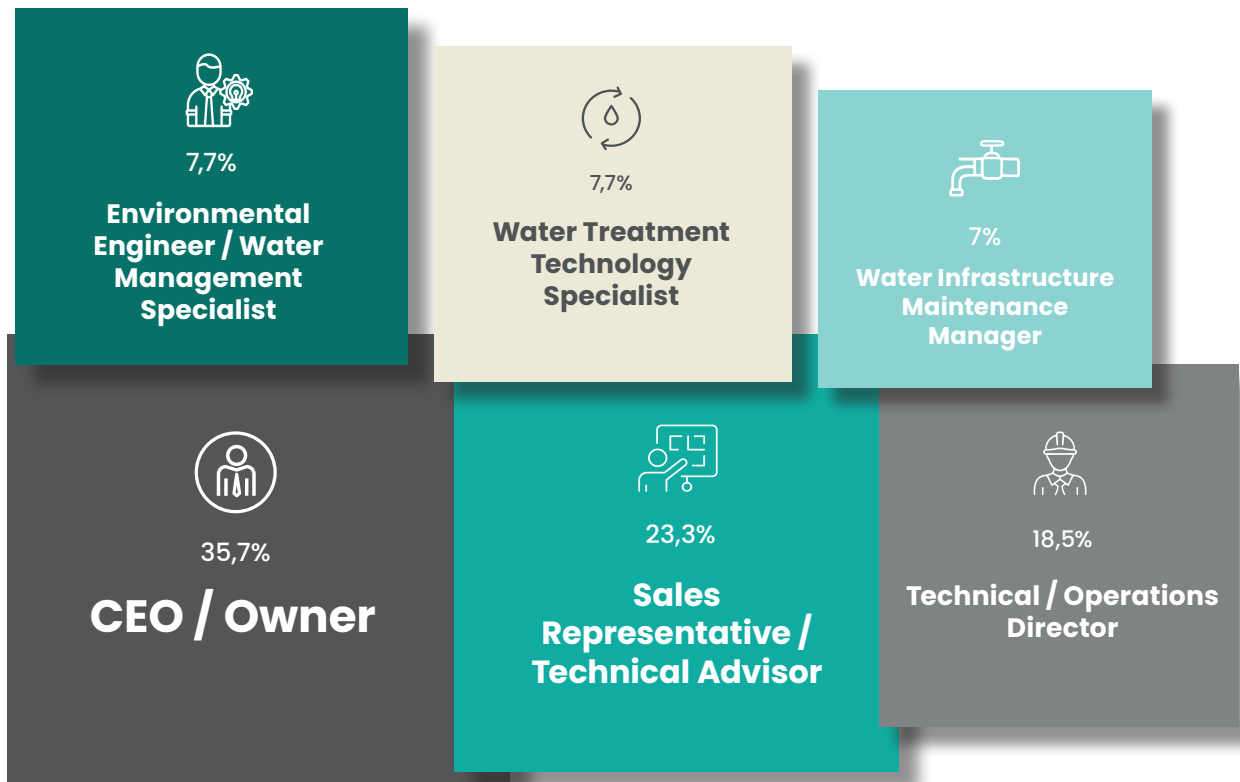 7,7%
Environmental
Engineer / Water
Management
Specialist
7,7%
Water Treatment
Technology
Specialist
7%
Water Infrastructure
Maintenance
Manager
35,7%
CEO / Owner
23,3%
Sales
Representative /
Technical Advisor
18,5%
Technical / Operations
Director